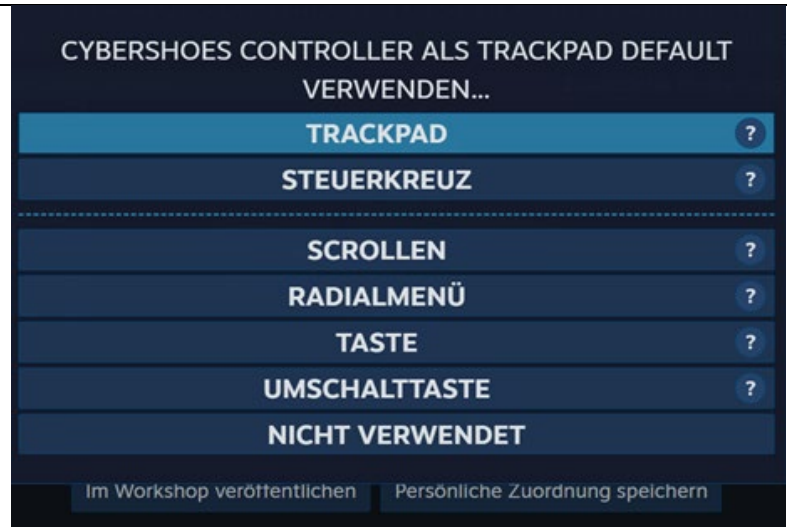 CYBERSHOES CONTROLLER ALS TRACKPAD DEFAULT
VERWENDEN...
TRACKPAD ?
STEUERKREUZ ?
SCROLLEN ?
RADIALMENÜ ?
TASTE ?
UMSCHALTTASTE ?
NICHT VERWENDET
Im Workshop veröffentlichen Persönliche Zuordnung speichern